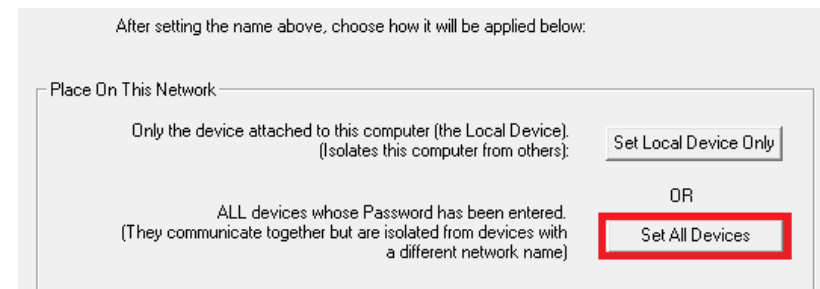 After setting the name above, choose how it will be applied below:
Place On This Network
Only the device attached to this computer (the Local Device).
(Isolates this computer from others):
Set Local Device Only
OR
ALL devices whose Password has been entered.
(They communicate together but are isolated from devices with
a different network name)
Set All Devices